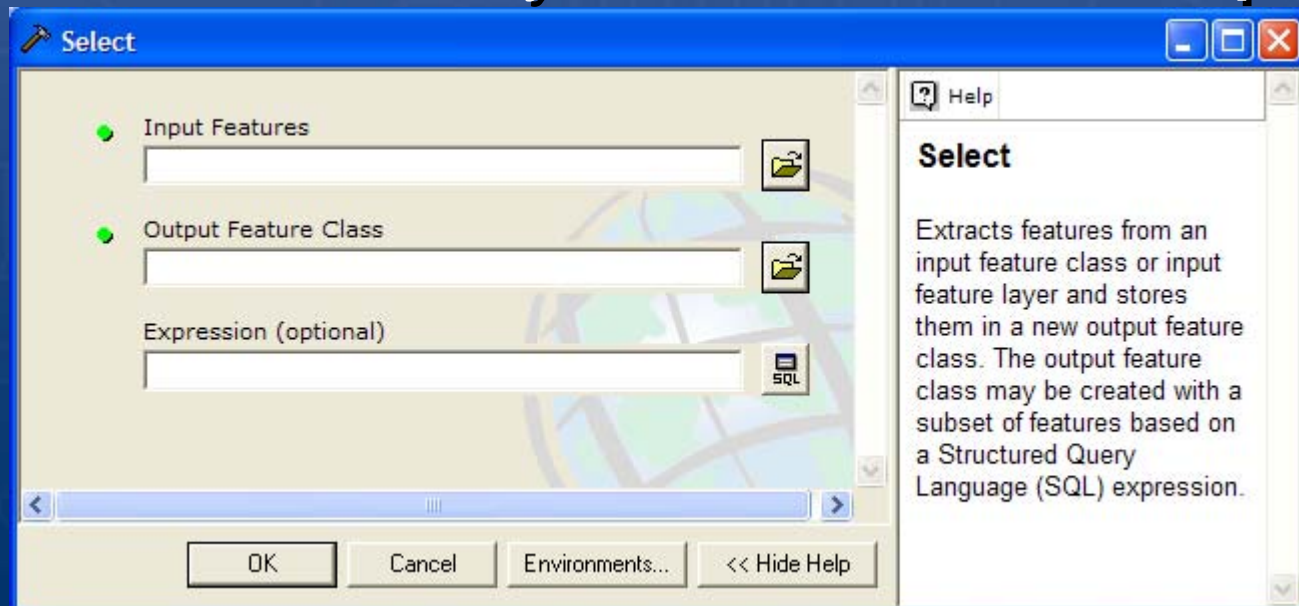 Select
Input Features
Output Feature Class
Expression (optional)
SQL
OK
Cancel
Environments...
<< Hide Help
Help
Select
Extracts features from an
input feature class or input
feature layer and stores
them in a new output feature
class. The output feature
class may be created with a
subset of features based on
a Structured Query
Language (SQL) expression.